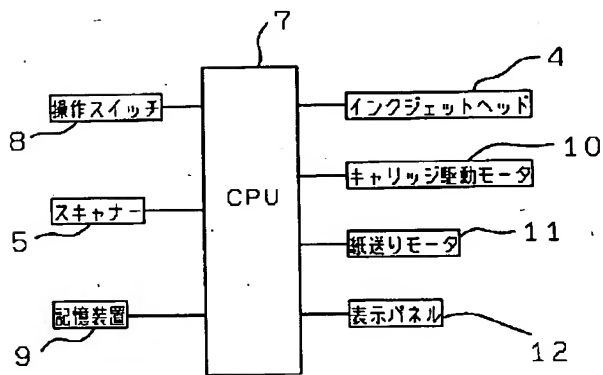 7
4
操作スイッチ
インクジェットヘッド
8
10
キャリッジ駆動モータ
CPU
スキャナー
5
紙送りモータ
11
記憶装置
表示パネル
9
12